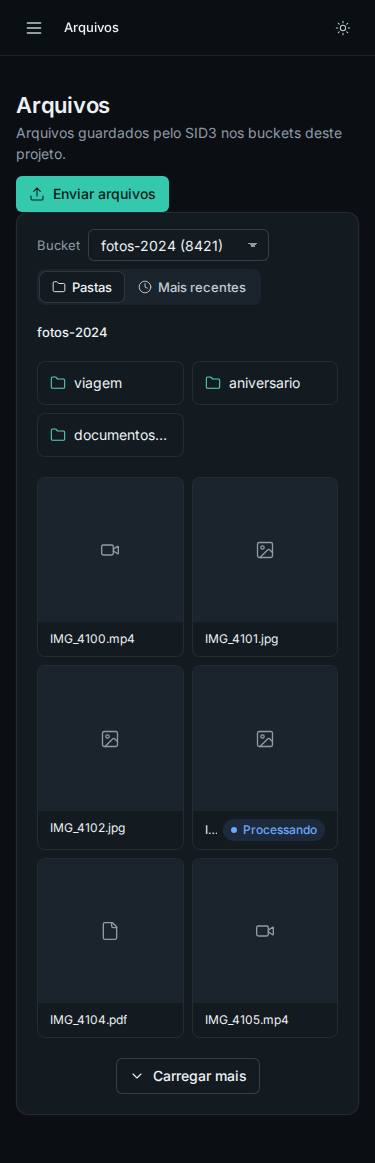 Arquivos
Arquivos
Arquivos guardados pelo SID3 nos buckets deste
projeto.
Enviar arquivos
Bucket fotos-2024 (8421)
Pastas Mais recentes
fotos-2024
viagem aniversario
documentos...
IMG_4100.mp4 IMG_4101.jpg
IMG_4102.jpg I... Processando
IMG_4104.pdf IMG_4105.mp4
Carregar mais